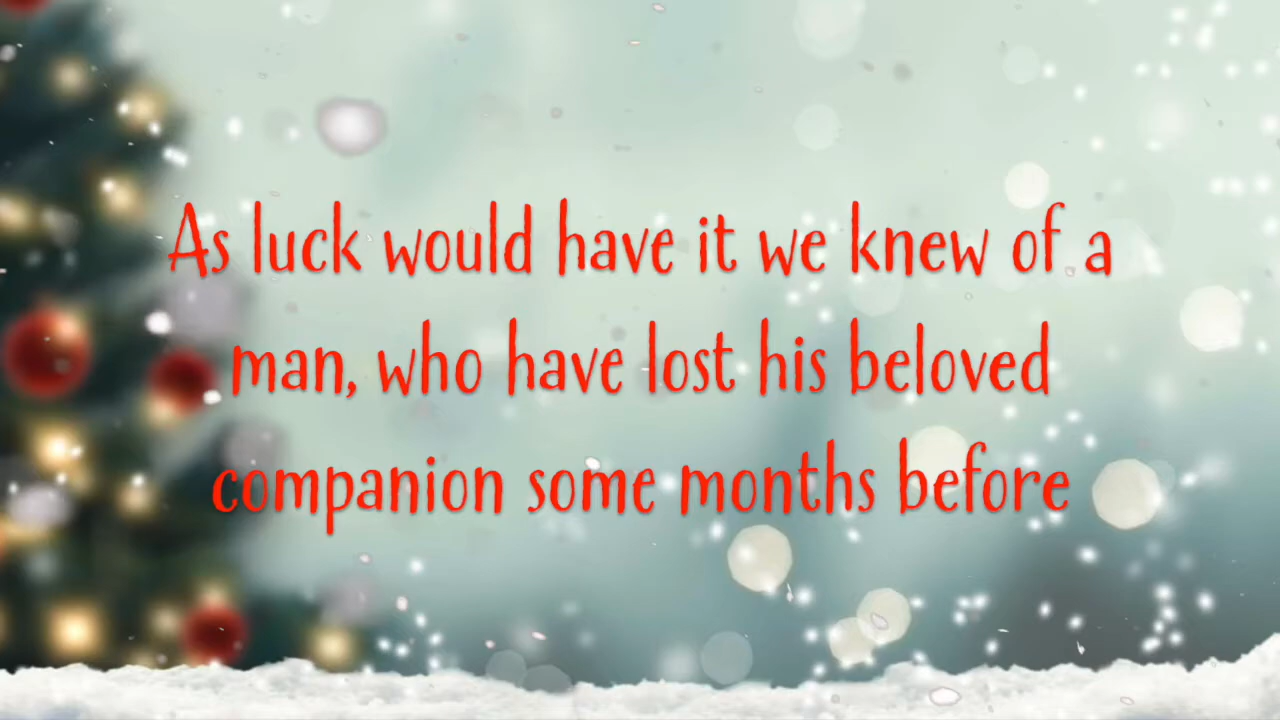 As luck would have it we knew of a
man, who have lost his beloved
companion some months before